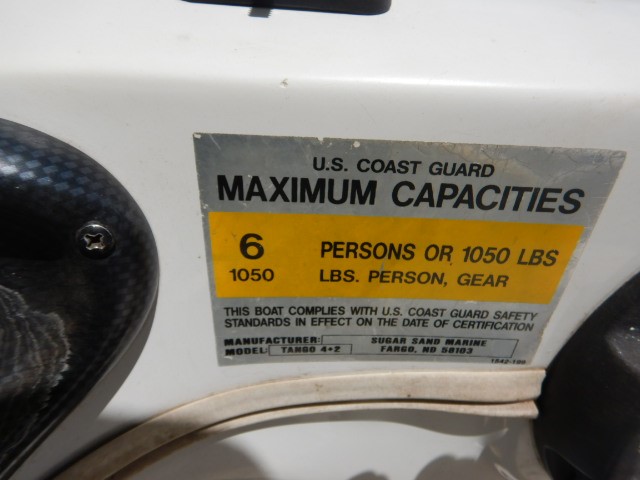 U.S. COAST GUARD
MAXIMUM CAPACITIES
6 PERSONS OR 1050 LBS
1050 LBS. PERSON, GEAR
THIS BOAT COMPLIES WITH U.S. COAST GUARD SAFETY
STANDARDS IN EFFECT ON THE DATE OF CERTIFICATION
MANUFACTURER: SUGAR SAND MARINE
MODEL: TANGO 4+2 FARGO, ND 58103